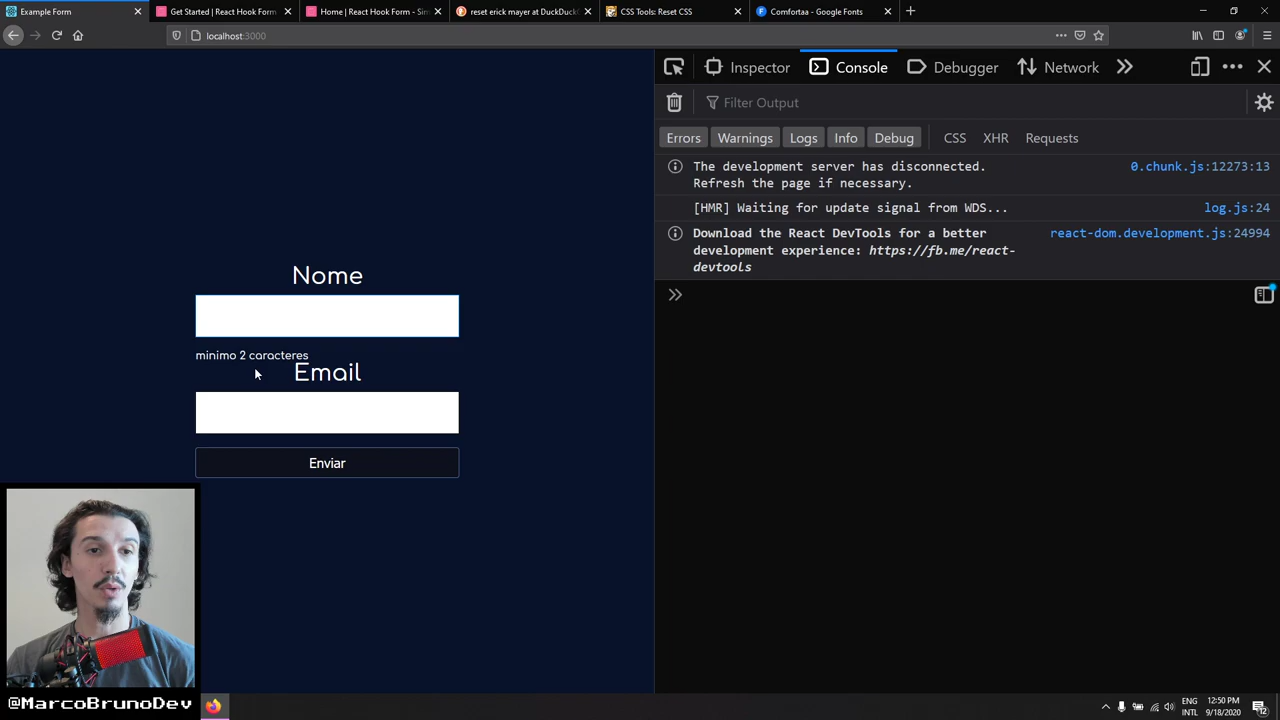 Example Form
Get Started | React Hook Form
Home | React Hook Form - Sim
reset erick mayer at DuckDuck
CSS Tools: Reset CSS
Comfortaa - Google Fonts
localhost:3000
Inspector
Console
Debugger
Network
Filter Output
Errors
Warnings
Logs
Info
Debug
CSS
XHR
Requests
The development server has disconnected. 0.chunk.js:12273:13
Refresh the page if necessary.
[HMR] Waiting for update signal from WDS... log.js:24
Download the React DevTools for a better react-dom.development.js:24994
development experience: https://fb.me/react-
devtools
Nome
minimo 2 caracteres
Email
Enviar
@MarcoBrunoDev
ENG
INTL
12:50 PM
9/18/2020
12